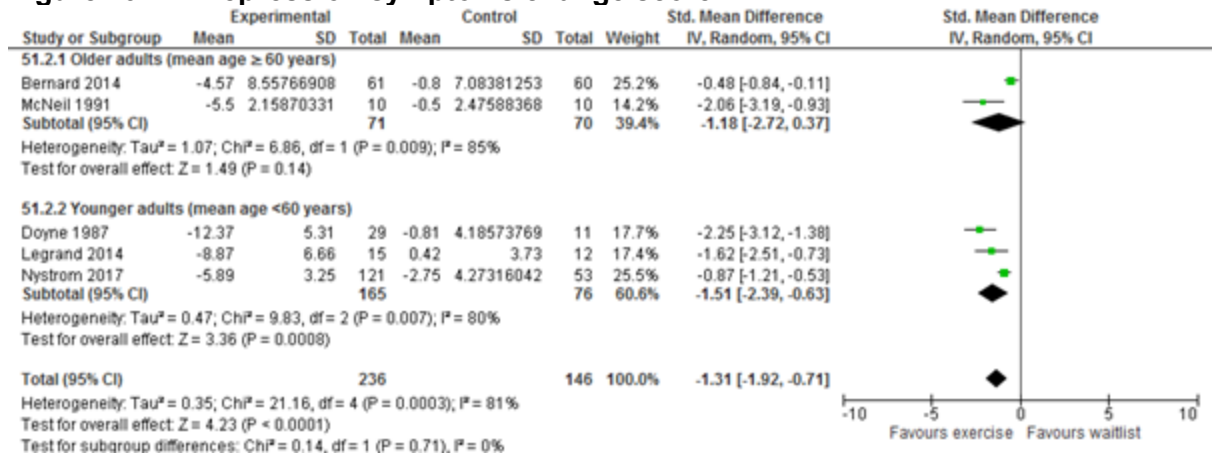 Experimental Control Std. Mean Difference Std. Mean Difference
Study or Subgroup Mean SD Total Mean SD Total Weight IV, Random, 95% CI IV, Random, 95% CI
51.2.1 Older adults (mean age ≥ 60 years)
Bernard 2014 -4.57 8.55766908 61 -0.8 7.08381253 60 25.2% -0.48 [-0.84, -0.11]
McNeil 1991 -5.5 2.15870331 10 -0.5 2.47588368 10 14.2% -2.06 [-3.19, -0.93]
Subtotal (95% CI) 71 70 39.4% -1.18 [-2.72, 0.37]
Heterogeneity: Tau² = 1.07; Chi² = 6.86, df = 1 (P = 0.009); I² = 85%
Test for overall effect: Z = 1.49 (P = 0.14)
51.2.2 Younger adults (mean age <60 years)
Doyne 1987 -12.37 5.31 29 -0.81 4.18573769 11 17.7% -2.25 [-3.12, -1.38]
Legrand 2014 -8.87 6.66 15 0.42 3.73 12 17.4% -1.62 [-2.51, -0.73]
Nystrom 2017 -5.89 3.25 121 -2.75 4.27316042 53 25.5% -0.87 [-1.21, -0.53]
Subtotal (95% CI) 165 76 60.6% -1.51 [-2.39, -0.63]
Heterogeneity: Tau² = 0.47; Chi² = 9.83, df = 2 (P = 0.007); I² = 80%
Test for overall effect: Z = 3.36 (P = 0.0008)
Total (95% CI) 236 146 100.0% -1.31 [-1.92, -0.71]
Heterogeneity: Tau² = 0.35; Chi² = 21.16, df = 4 (P = 0.0003); I² = 81%
Test for overall effect: Z = 4.23 (P < 0.0001)
Test for subgroup differences: Chi² = 0.14, df = 1 (P = 0.71), I² = 0%
-10 -5 0 5 10
Favours exercise Favours waitlist